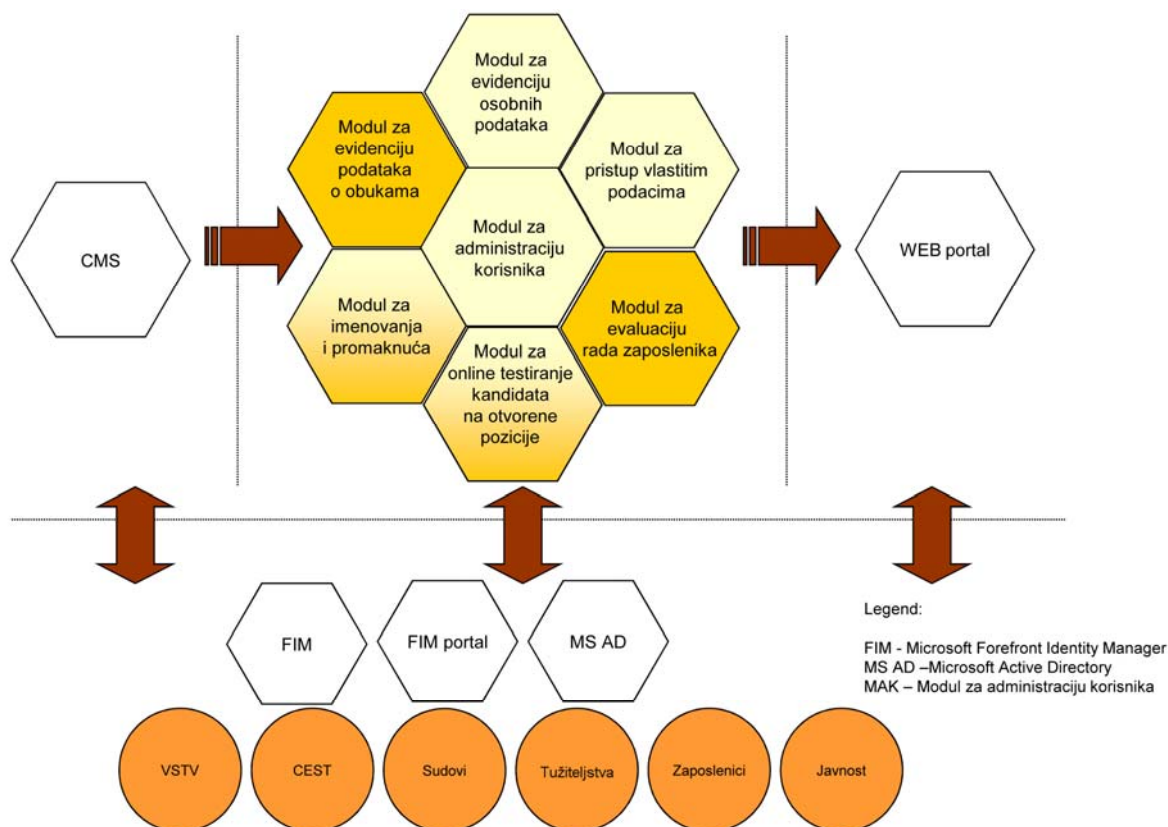 Modul za
evidenciju
osobnih
podataka
Modul za
evidenciju
podataka
o obukama
Modul za
pristup vlastitim
podacima
CMS
Modul za
administraciju
korisnika
WEB portal
Modul za
imenovanja
i promaknuća
Modul za
evaluaciju
rada zaposlenika
Modul za
online testiranje
kandidata
na otvorene
pozicije
FIM
FIM portal
MS AD
Legend:
FIM - Microsoft Forefront Identity Manager
MS AD –Microsoft Active Directory
MAK – Modul za administraciju korisnika
VSTV
CEST
Sudovi
Tužiteljstva
Zaposlenici
Javnost